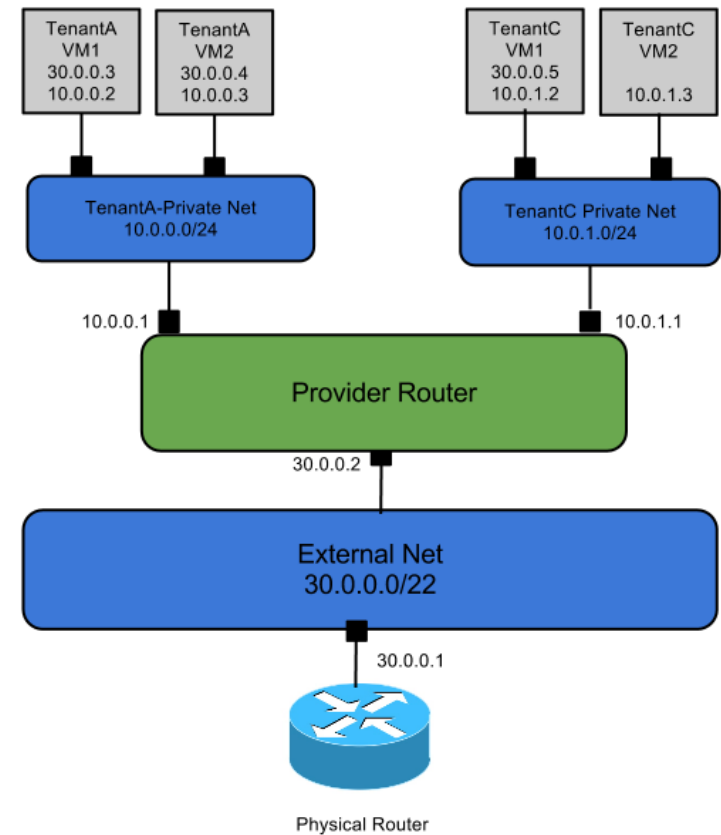 TenantA
VM1
30.0.0.3
10.0.0.2
TenantA
VM2
30.0.0.4
10.0.0.3
TenantC
VM1
30.0.0.5
10.0.1.2
TenantC
VM2
10.0.1.3
TenantA-Private Net
10.0.0.0/24
TenantC Private Net
10.0.1.0/24
10.0.0.1
10.0.1.1
Provider Router
30.0.0.2
External Net
30.0.0.0/22
30.0.0.1
Physical Router